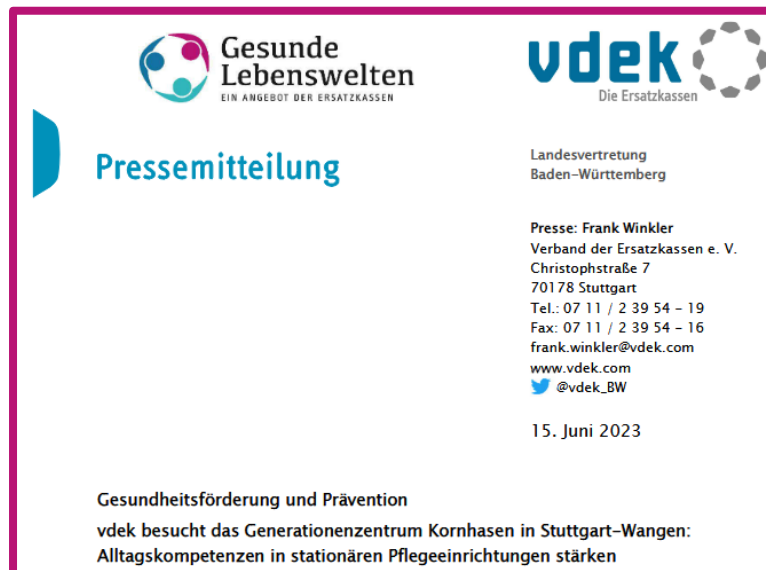 Gesunde
Lebenswelten
EIN ANGEBOT DER ERSATZKASSEN
vdek
Die Ersatzkassen
Pressemitteilung
Landesvertretung
Baden-Württemberg
Presse: Frank Winkler
Verband der Ersatzkassen e. V.
Christophstraße 7
70178 Stuttgart
Tel.: 07 11 / 2 39 54 - 19
Fax: 07 11 / 2 39 54 - 16
frank.winkler@vdek.com
www.vdek.com
@vdek_BW
15. Juni 2023
Gesundheitsförderung und Prävention
vdek besucht das Generationenzentrum Kornhasen in Stuttgart-Wangen:
Alltagskompetenzen in stationären Pflegeeinrichtungen stärken